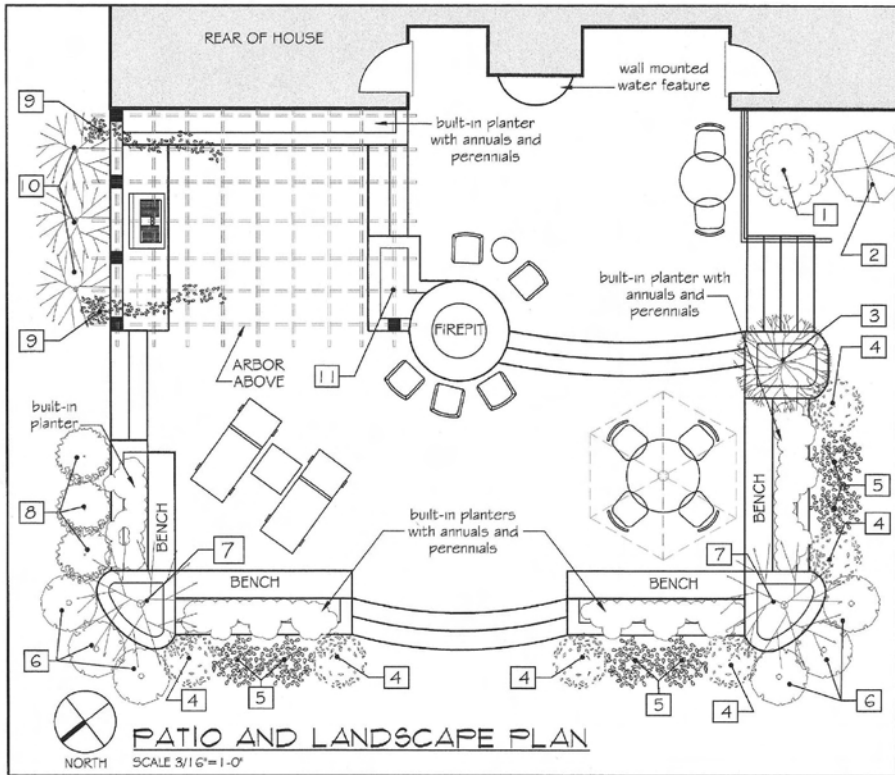 REAR OF HOUSE
wall mounted
water feature
9
built-in planter
with annuals and
perennials
10
1
2
built-in planter with
annuals and
perennials
3
9
FIREPIT
4
ARBOR
ABOVE
11
built-in
planter
5
8
BENCH
built-in planters
with annuals and
perennials
BENCH
4
7
7
BENCH
BENCH
6
4
5
4
4
5
4
6
NORTH
PATIO AND LANDSCAPE PLAN
SCALE 3/16"=1-0"